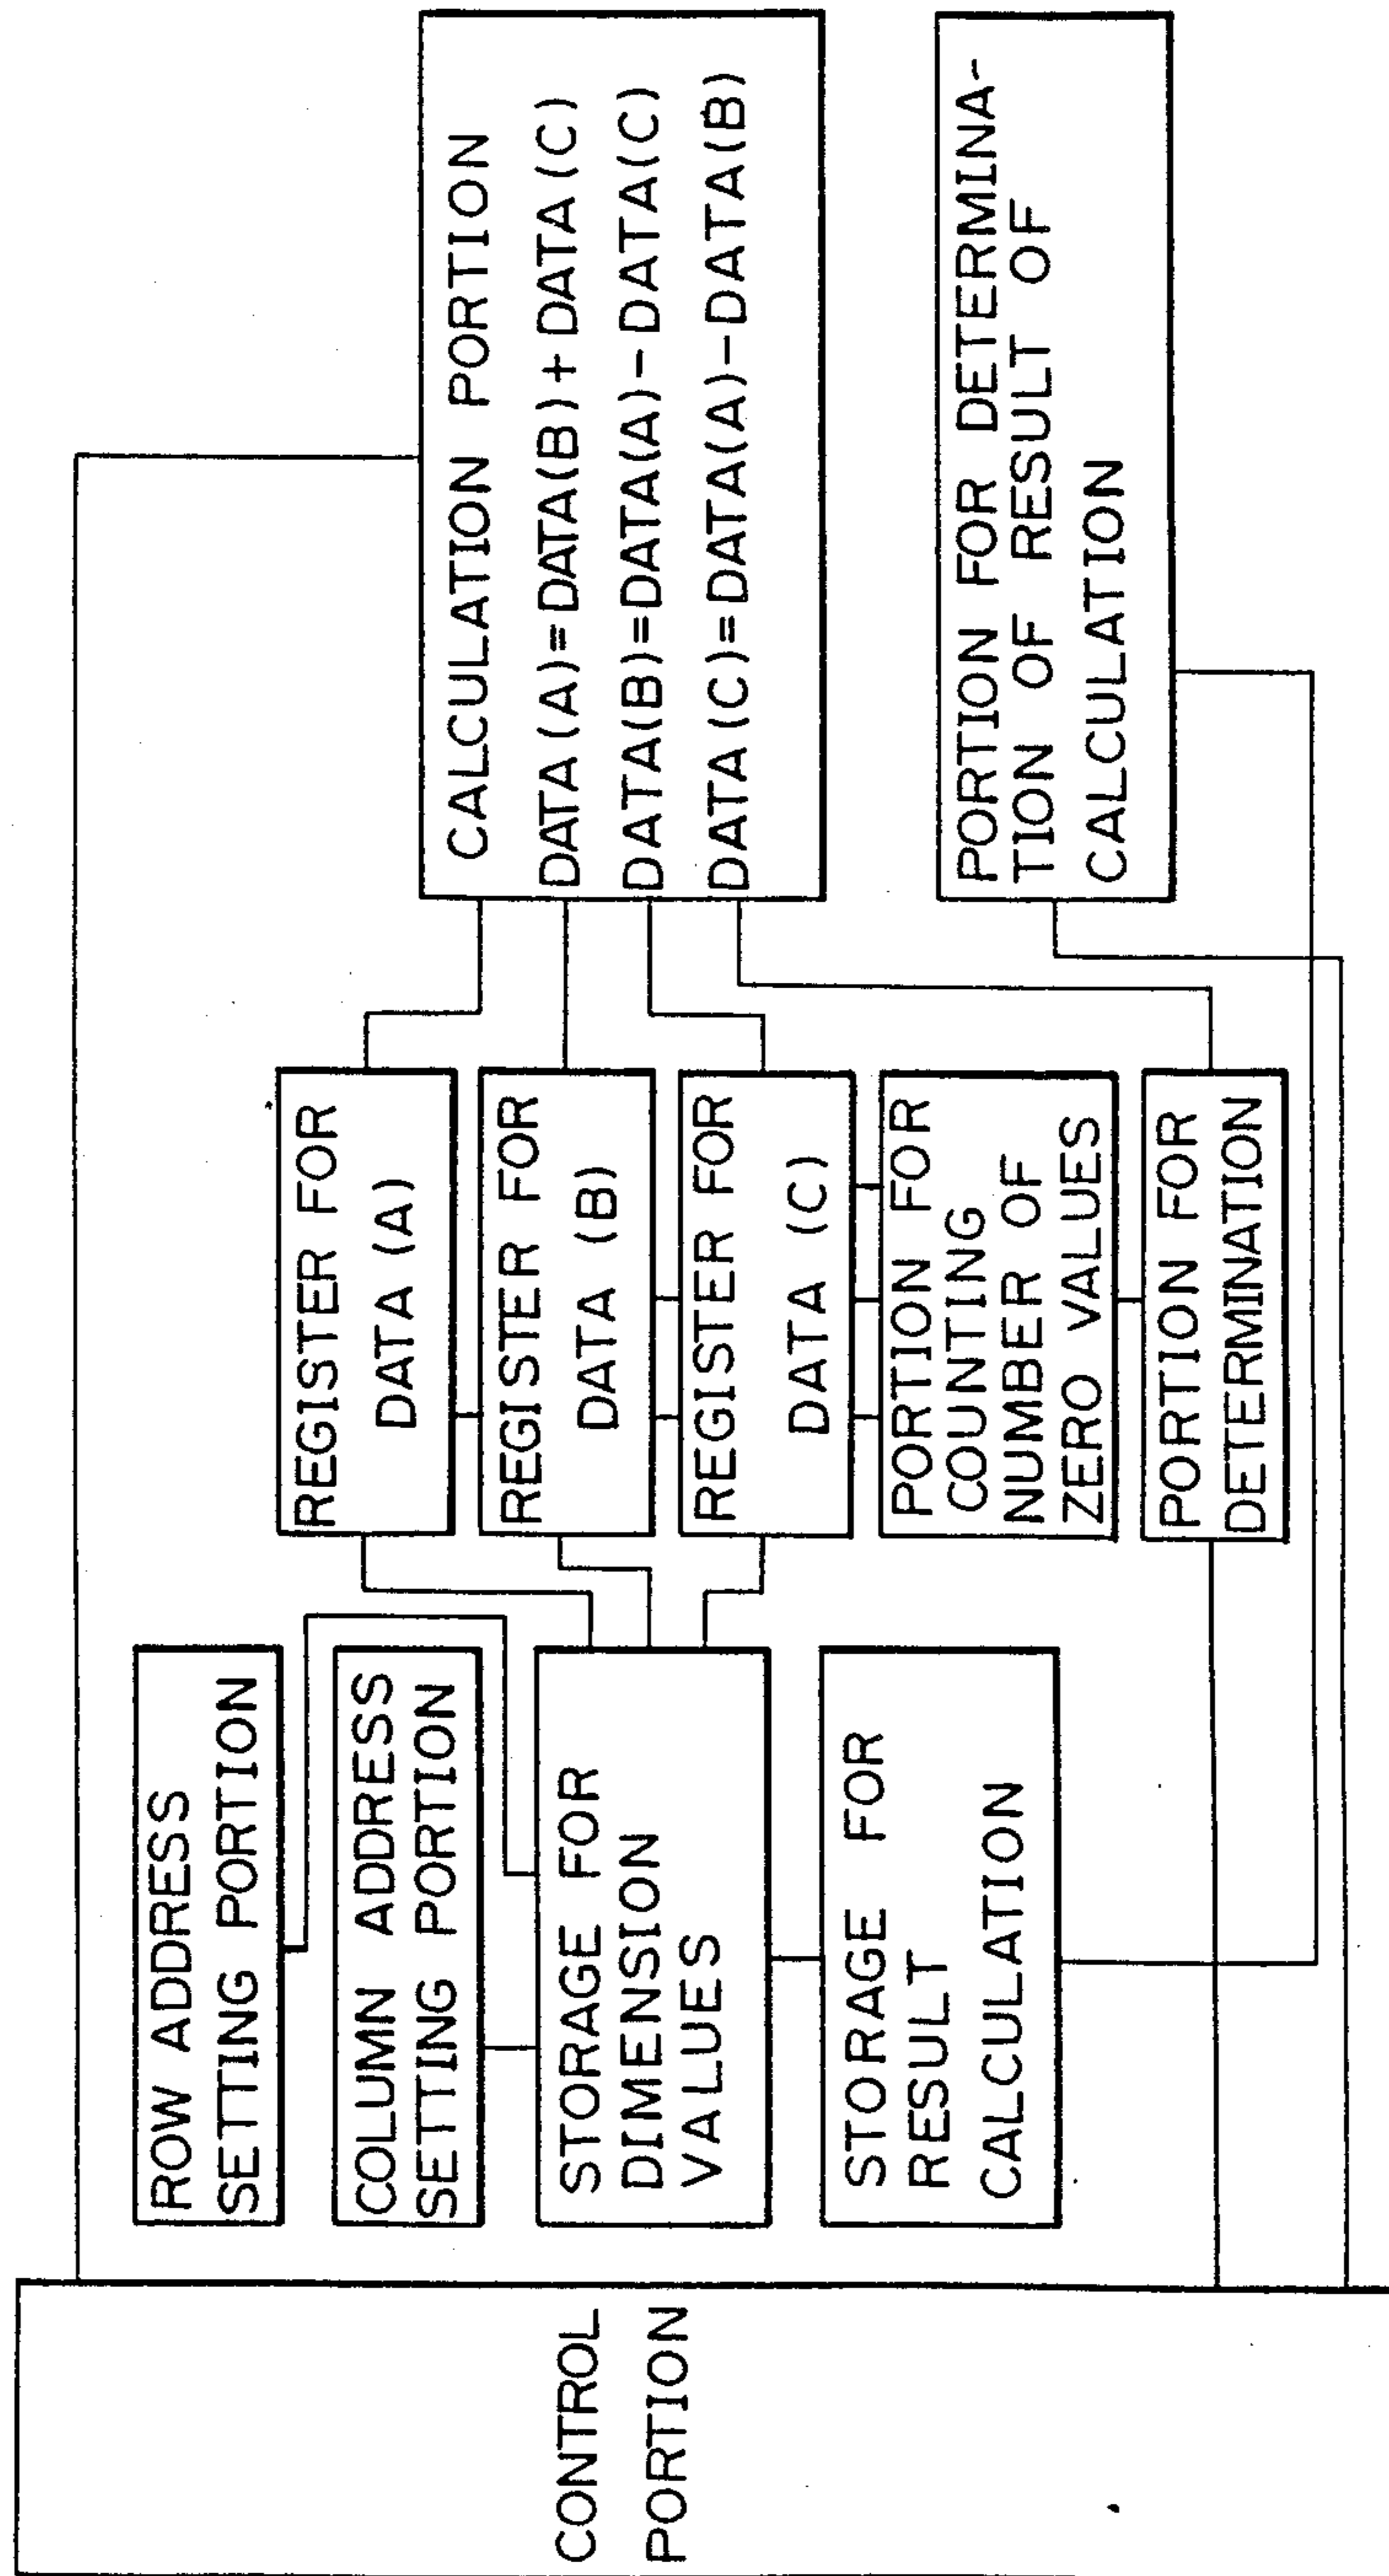 CONTROL
PORTION
ROW ADDRESS
SETTING PORTION
COLUMN ADDRESS
SETTING PORTION
STORAGE FOR
DIMENSION
VALUES
STORAGE FOR
RESULT
CALCULATION
REGISTER FOR
DATA (A)
REGISTER FOR
DATA (B)
REGISTER FOR
DATA (C)
PORTION FOR
COUNTING
NUMBER OF
ZERO VALUES
PORTION FOR
DETERMINATION
CALCULATION PORTION
DATA(A)=DATA(B)+DATA(C)
DATA(B)=DATA(A)-DATA(C)
DATA(C)=DATA(A)-DATA(B)
PORTION FOR DETERMINA-
TION OF RESULT OF
CALCULATION